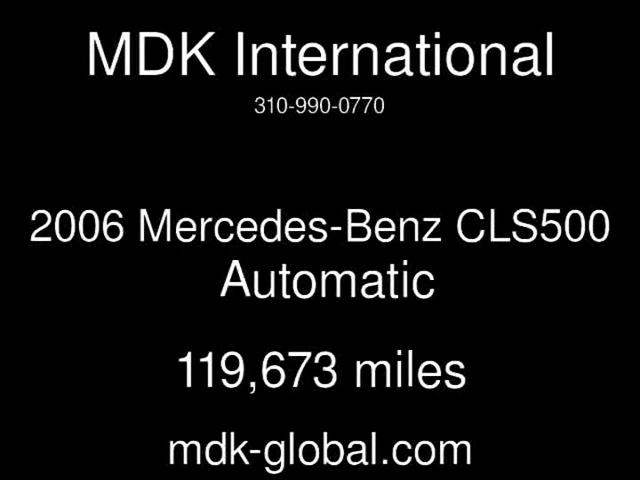 MDK International
310-990-0770
2006 Mercedes-Benz CLS500
Automatic
119,673 miles
mdk-global.com